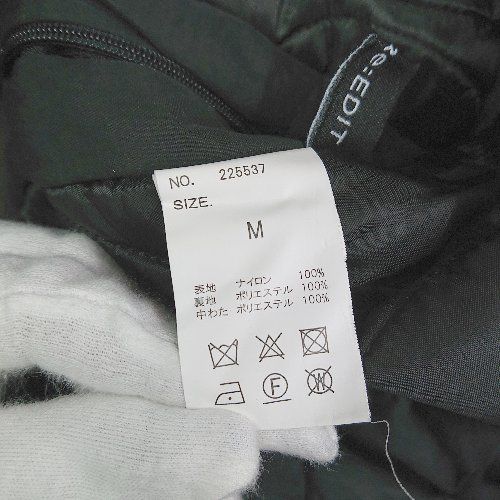 Re:EDIT
NO. 225537
SIZE.
M
表地 ナイロン 100%
裏地 ポリエステル 100%
中わた ポリエステル 100%
F
W